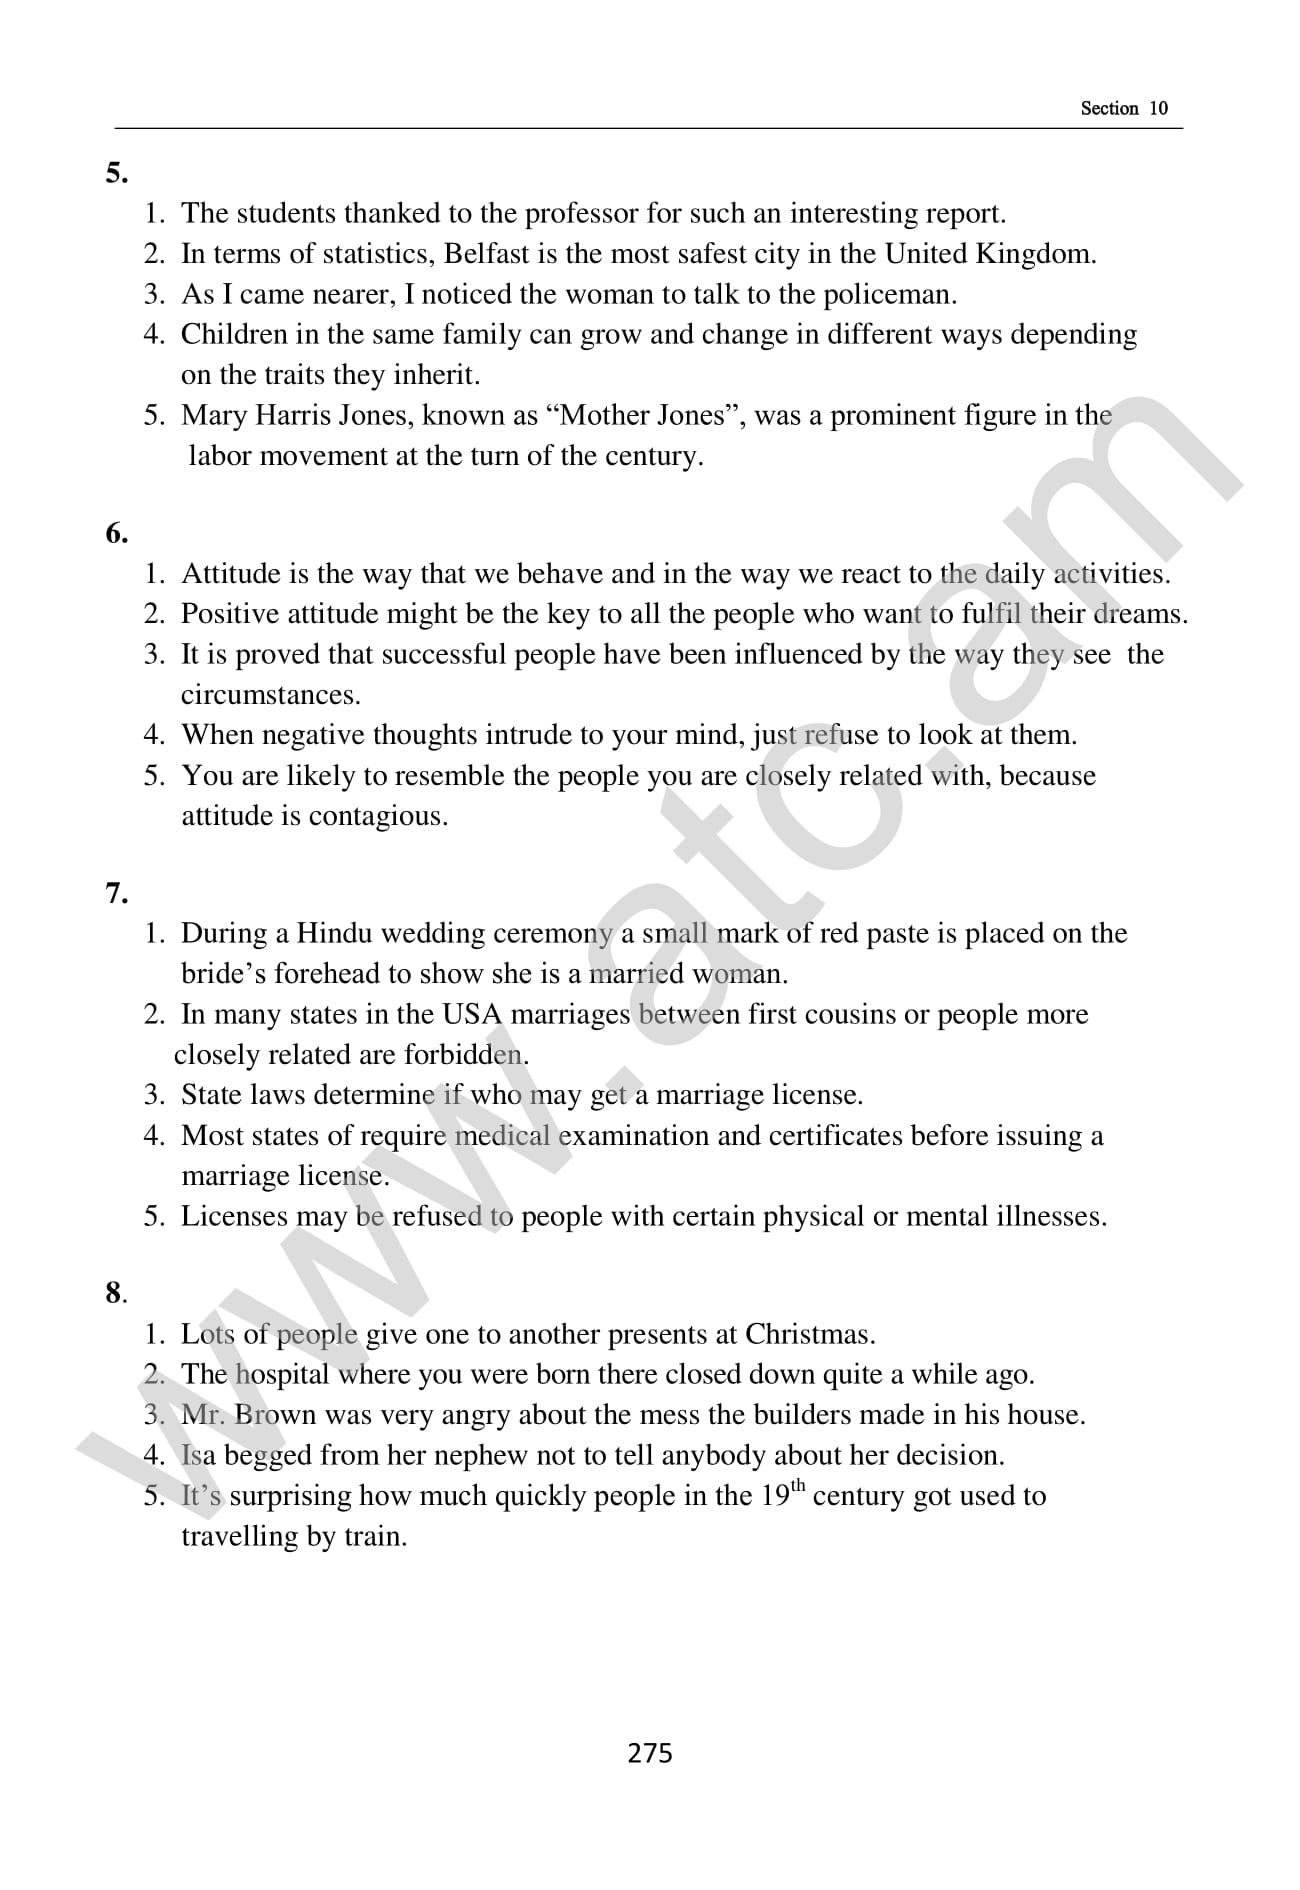 Section 10
5.
1. The students thanked to the professor for such an interesting report.
2. In terms of statistics, Belfast is the most safest city in the United Kingdom.
3. As I came nearer, I noticed the woman to talk to the policeman.
4. Children in the same family can grow and change in different ways depending
on the traits they inherit.
5. Mary Harris Jones, known as “Mother Jones”, was a prominent figure in the
labor movement at the turn of the century.
6.
1. Attitude is the way that we behave and in the way we react to the daily activities.
2. Positive attitude might be the key to all the people who want to fulfil their dreams.
3. It is proved that successful people have been influenced by the way they see the
circumstances.
4. When negative thoughts intrude to your mind, just refuse to look at them.
5. You are likely to resemble the people you are closely related with, because
attitude is contagious.
7.
1. During a Hindu wedding ceremony a small mark of red paste is placed on the
bride’s forehead to show she is a married woman.
2. In many states in the USA marriages between first cousins or people more
closely related are forbidden.
3. State laws determine if who may get a marriage license.
4. Most states of require medical examination and certificates before issuing a
marriage license.
5. Licenses may be refused to people with certain physical or mental illnesses.
8.
1. Lots of people give one to another presents at Christmas.
2. The hospital where you were born there closed down quite a while ago.
3. Mr. Brown was very angry about the mess the builders made in his house.
4. Isa begged from her nephew not to tell anybody about her decision.
5. It’s surprising how much quickly people in the 19th century got used to
travelling by train.
275
www.atc.am